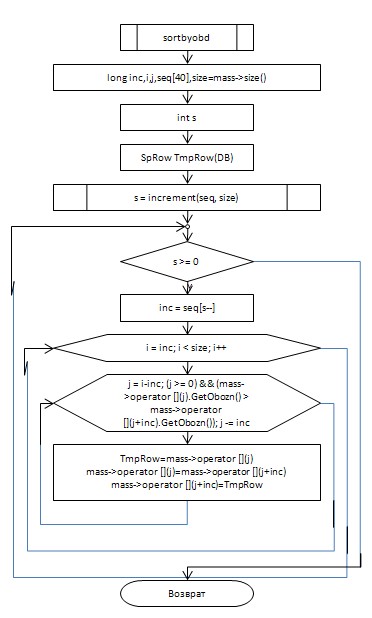 sortbyobd
long inc,i,j,seq[40],size=mass->size()
int s
SpRow TmpRow(DB)
s = increment(seq, size)
s >= 0
inc = seq[s--]
i = inc; i < size; i++
j = i-inc; (j >= 0) && (mass-
>operator [](j).GetObozn() >
mass->operator
[](j+inc).GetObozn()); j -= inc
TmpRow=mass->operator [](j)
mass->operator [](j)=mass->operator [](j+inc)
mass->operator [](j+inc)=TmpRow
Возврат